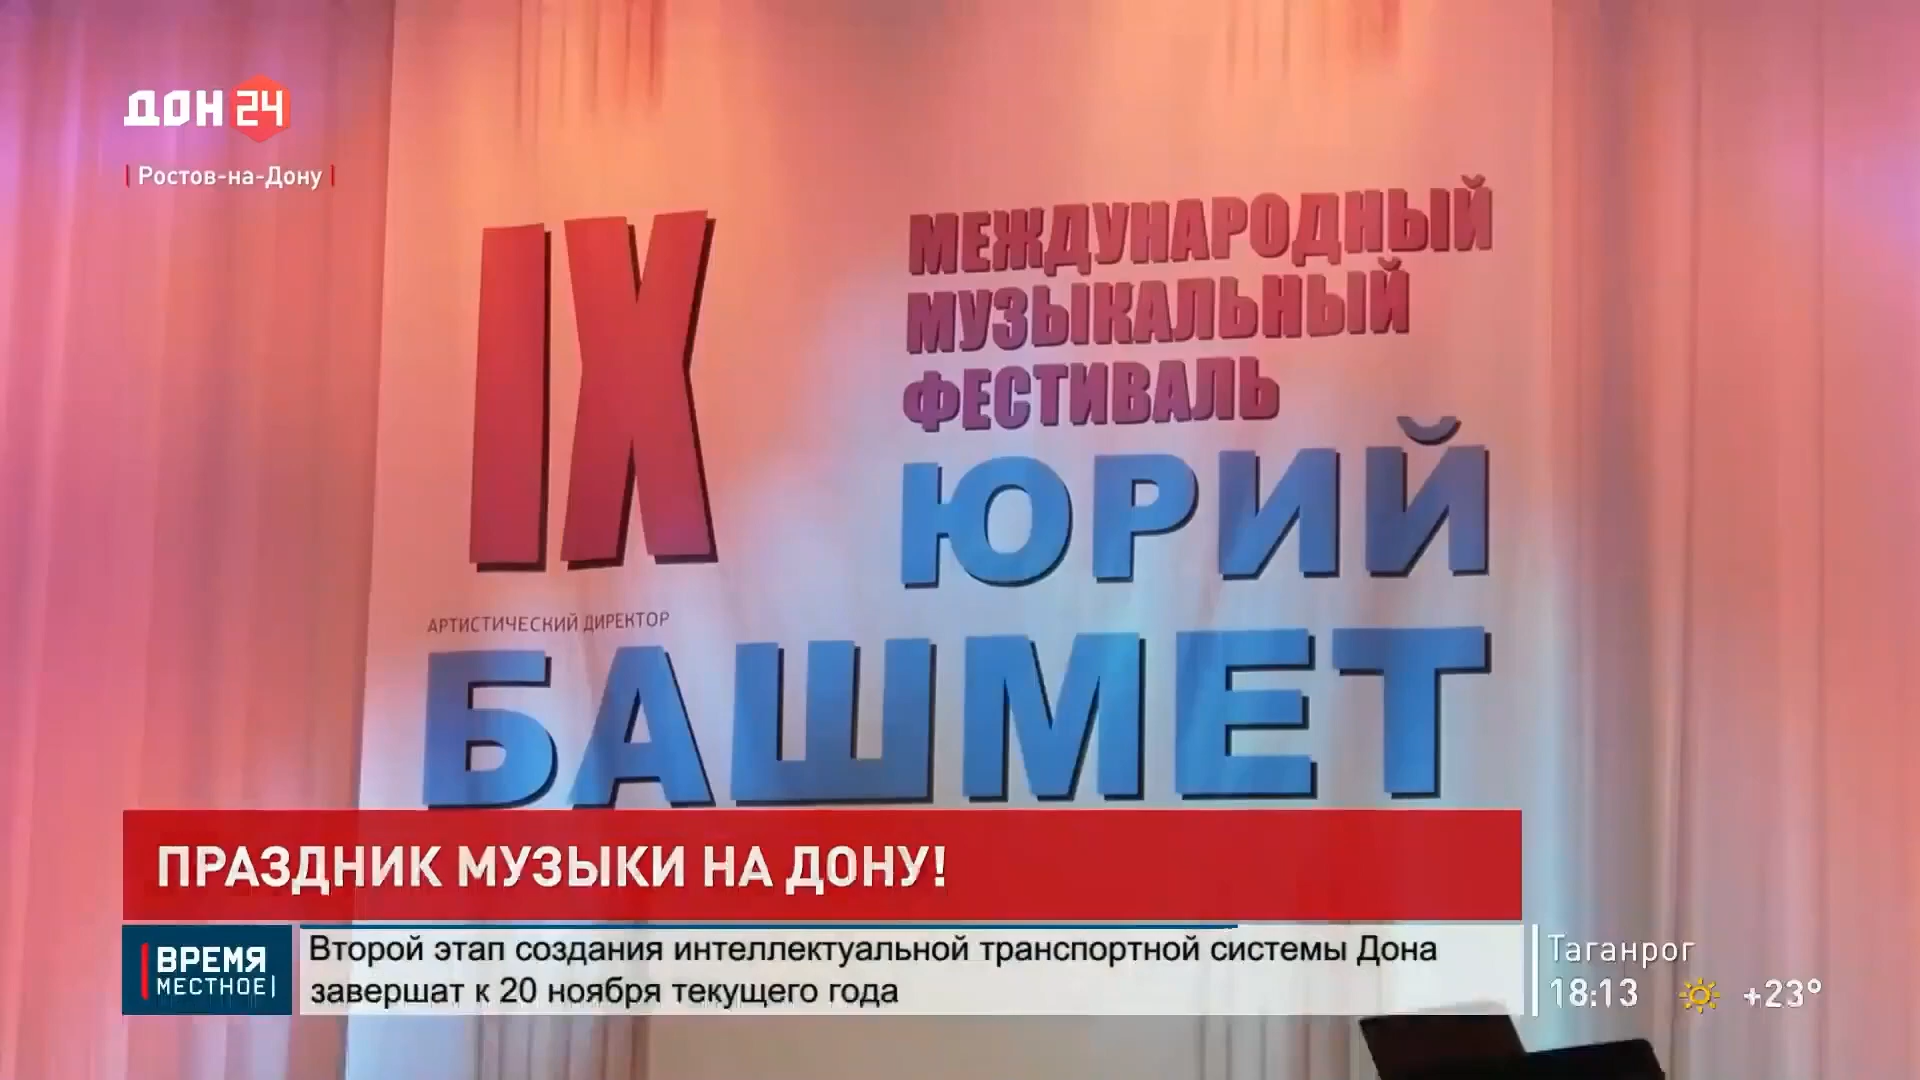 ДОН 24
Ростов-на-Дону
IX
МЕЖДУНАРОДНЫЙ
МУЗЫКАЛЬНЫЙ
ФЕСТИВАЛЬ
ЮРИЙ
АРТИСТИЧЕСКИЙ ДИРЕКТОР
БАШМЕТ
ПРАЗДНИК МУЗЫКИ НА ДОНУ!
ВРЕМЯ
МЕСТНОЕ
Второй этап создания интеллектуальной транспортной системы Дона
завершат к 20 ноября текущего года
Таганрог
18:13 +23°